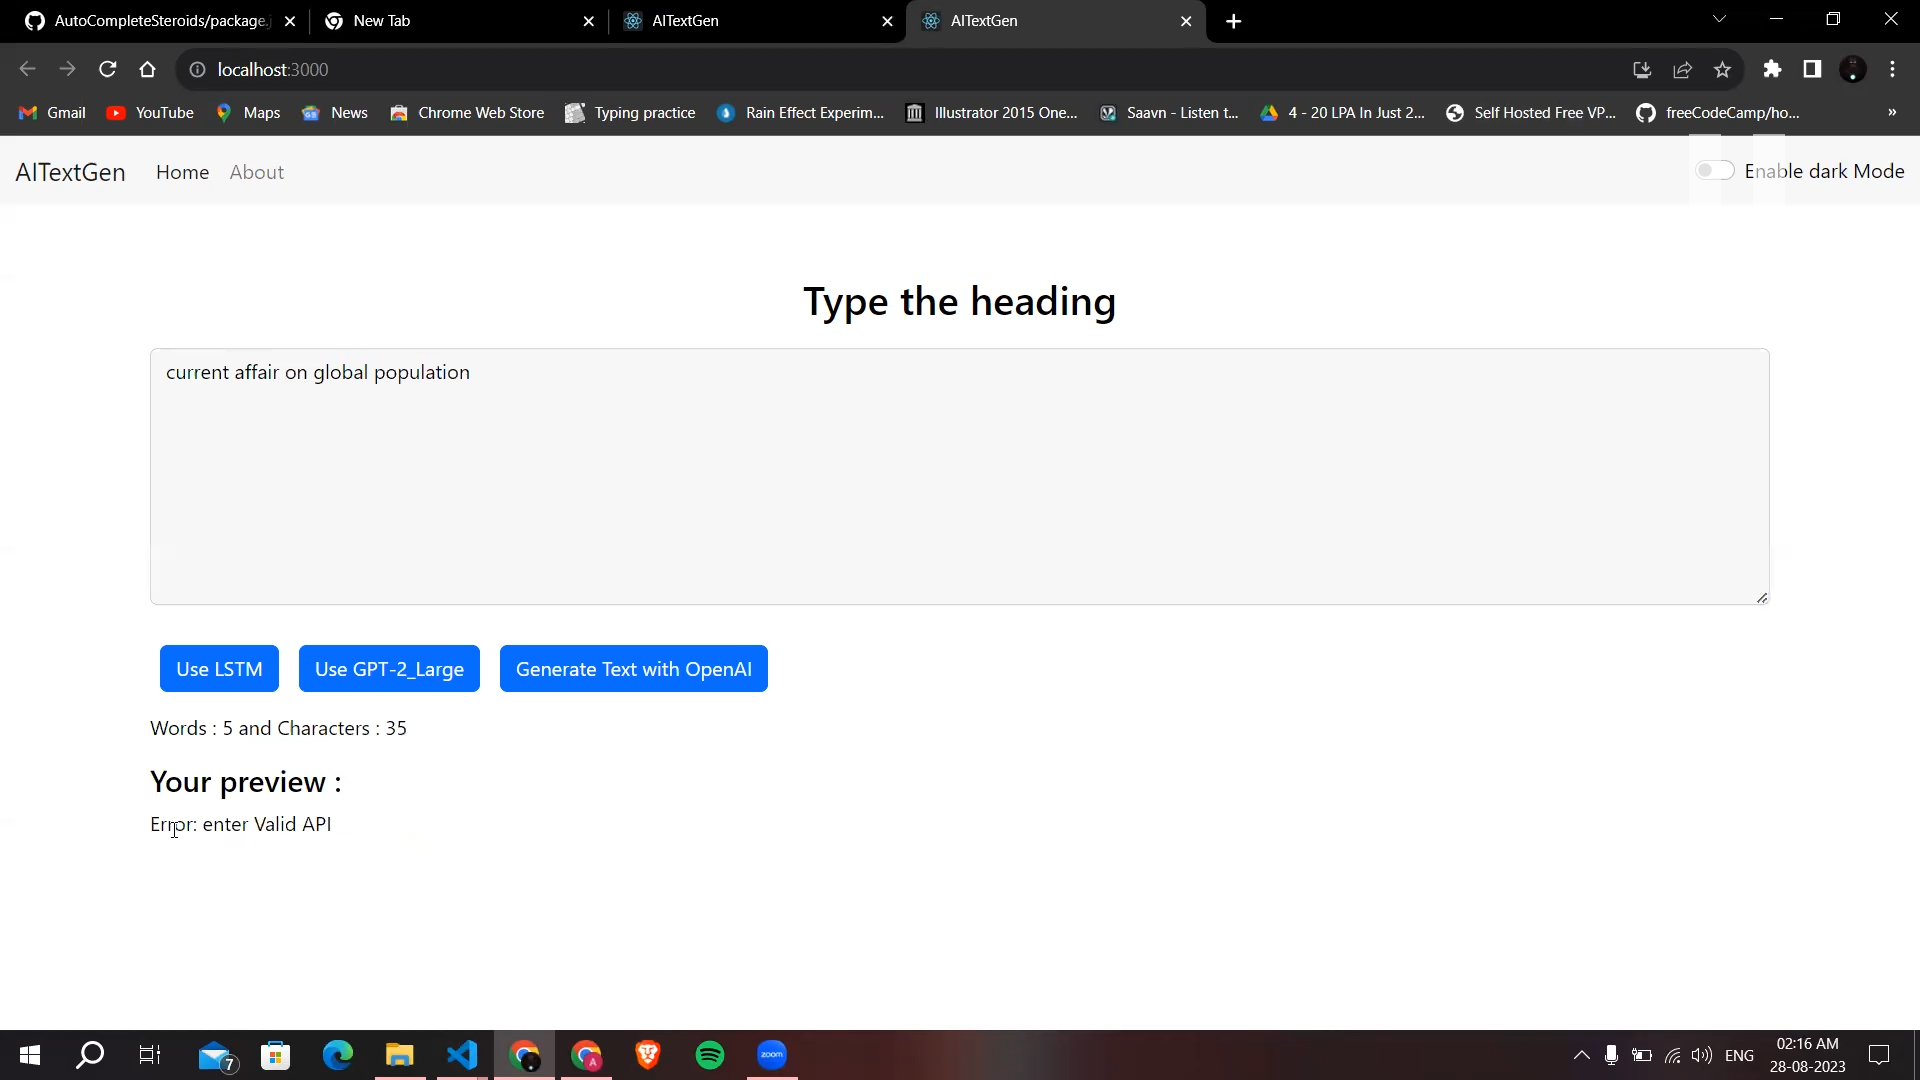 AutoCompleteSteroids/package.j
New Tab
AITextGen
AITextGen
localhost:3000
Gmail
YouTube
Maps
News
Chrome Web Store
Typing practice
Rain Effect Experim...
Illustrator 2015 One...
Saavn - Listen t...
4 - 20 LPA In Just 2...
Self Hosted Free VP...
freeCodeCamp/ho...
»
AITextGen
Home
About
Enable dark Mode
Type the heading
current affair on global population
Use LSTM
Use GPT-2_Large
Generate Text with OpenAI
Words : 5 and Characters : 35
Your preview :
Error: enter Valid API
7
A
zoom
ENG
02:16 AM
28-08-2023